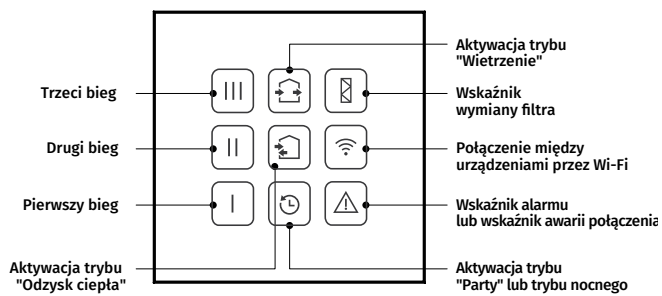 Aktywacja trybu
"Wietrzenie"
Trzeci bieg
Wskaźnik
wymiany filtra
Drugi bieg
Połączenie między
urządzeniami przez Wi-Fi
Pierwszy bieg
Wskaźnik alarmu
lub wskaźnik awarii połączenia
Aktywacja trybu
"Odzysk ciepła"
Aktywacja trybu
"Party" lub trybu nocnego